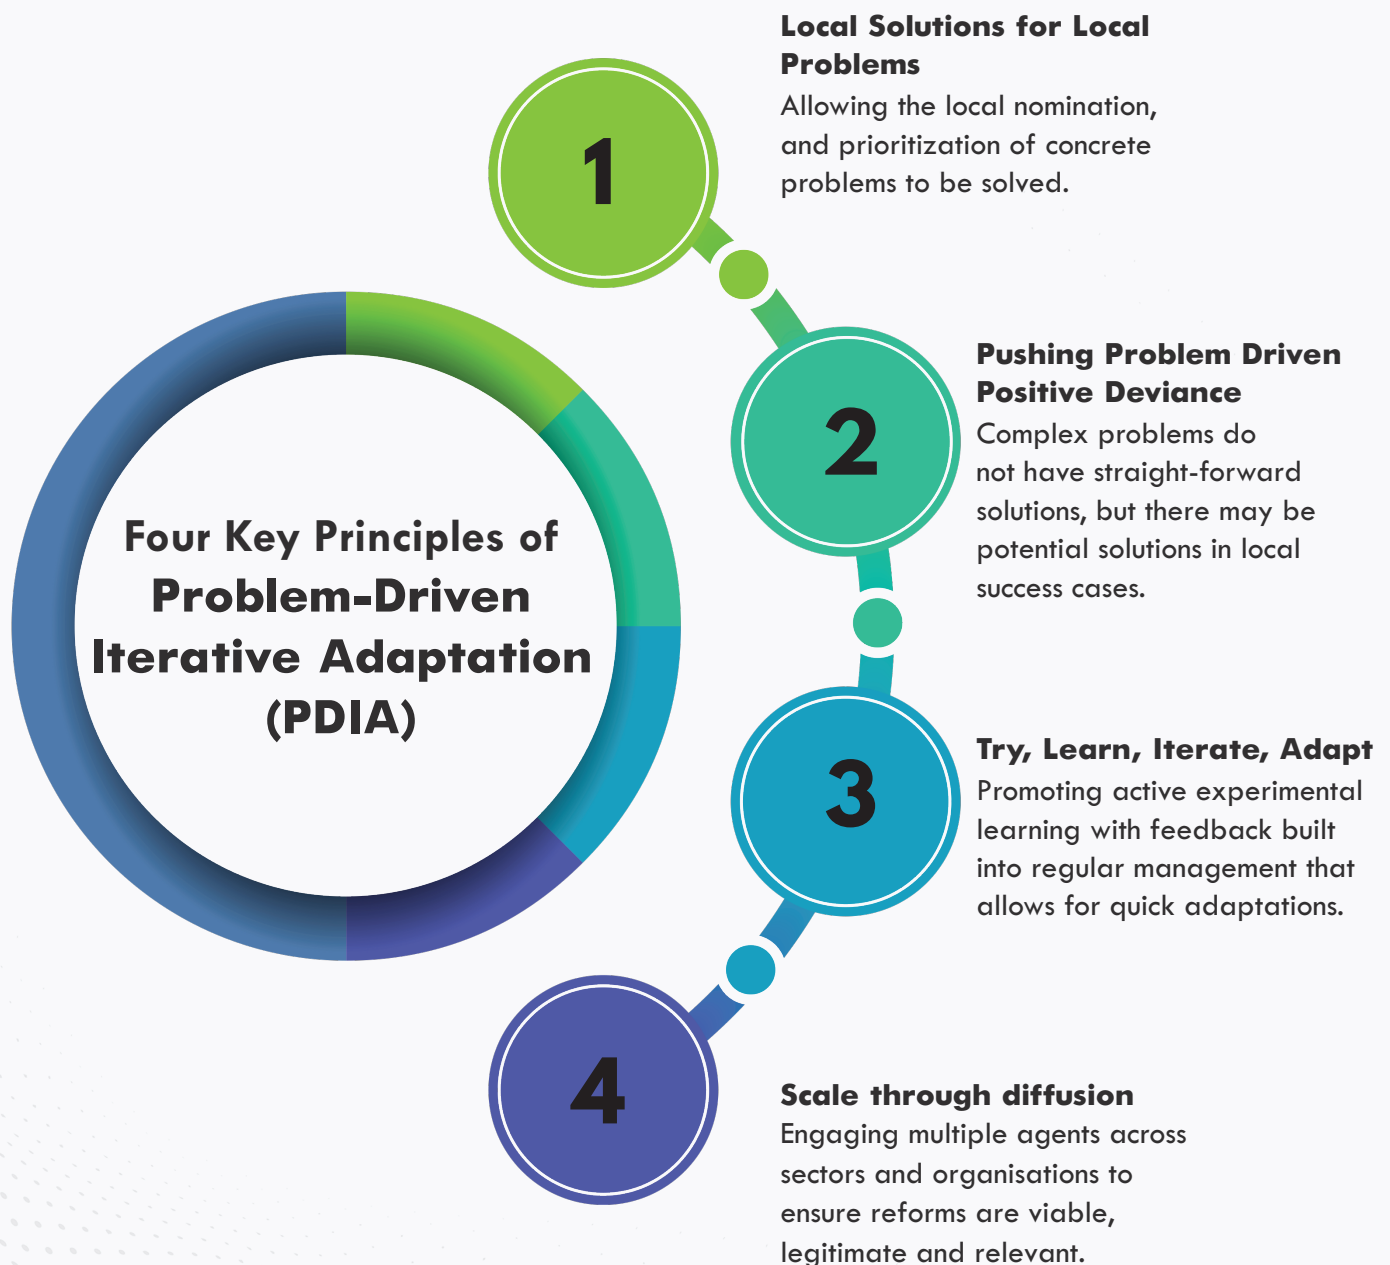 Four Key Principles of
Problem-Driven
Iterative Adaptation
(PDIA)
1
Local Solutions for Local
Problems
Allowing the local nomination,
and prioritization of concrete
problems to be solved.
2
Pushing Problem Driven
Positive Deviance
Complex problems do
not have straight-forward
solutions, but there may be
potential solutions in local
success cases.
3
Try, Learn, Iterate, Adapt
Promoting active experimental
learning with feedback built
into regular management that
allows for quick adaptations.
4
Scale through diffusion
Engaging multiple agents across
sectors and organisations to
ensure reforms are viable,
legitimate and relevant.